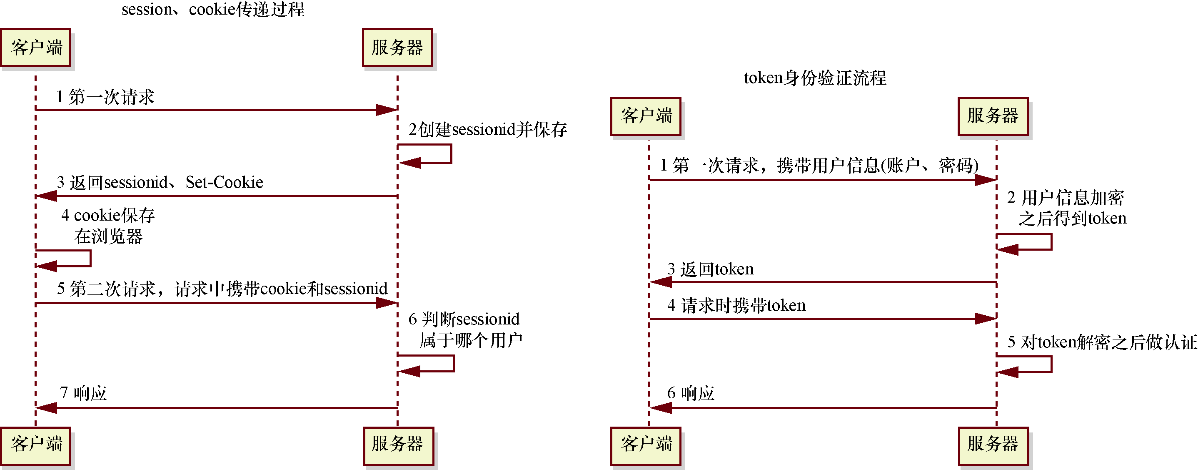 session、cookie传递过程
客户端
服务器
1 第一次请求
2创建sessionid并保存
3 返回sessionid、Set-Cookie
4 cookie保存
在浏览器
5 第二次请求，请求中携带cookie和sessionid
6 判断sessionid
属于哪个用户
7 响应
客户端
服务器
token身份验证流程
客户端
服务器
1 第一次请求，携带用户信息(账户、密码)
2 用户信息加密
之后得到token
3 返回token
4 请求时携带token
5 对token解密之后做认证
6 响应
客户端
服务器